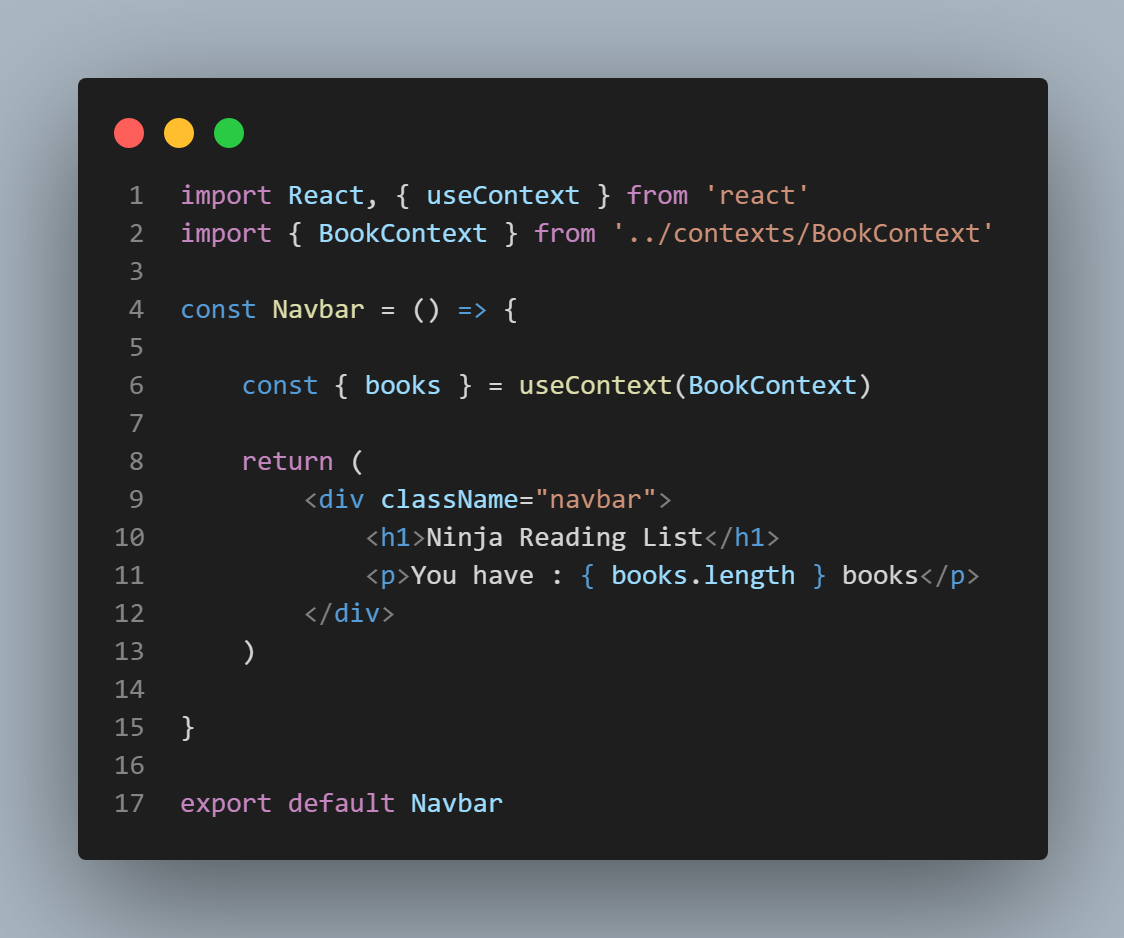 1 import React, { useContext } from 'react'
2 import { BookContext } from '../contexts/BookContext'
3
4 const Navbar = () => {
5
6     const { books } = useContext(BookContext)
7
8     return (
9         <div className="navbar">
10             <h1>Ninja Reading List</h1>
11             <p>You have : { books.length } books</p>
12         </div>
13     )
14
15 }
16
17 export default Navbar